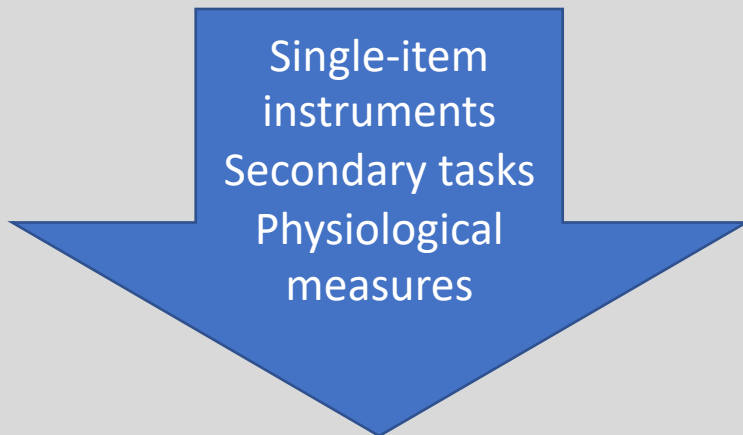 Single-item
instruments
Secondary tasks
Physiological
measures